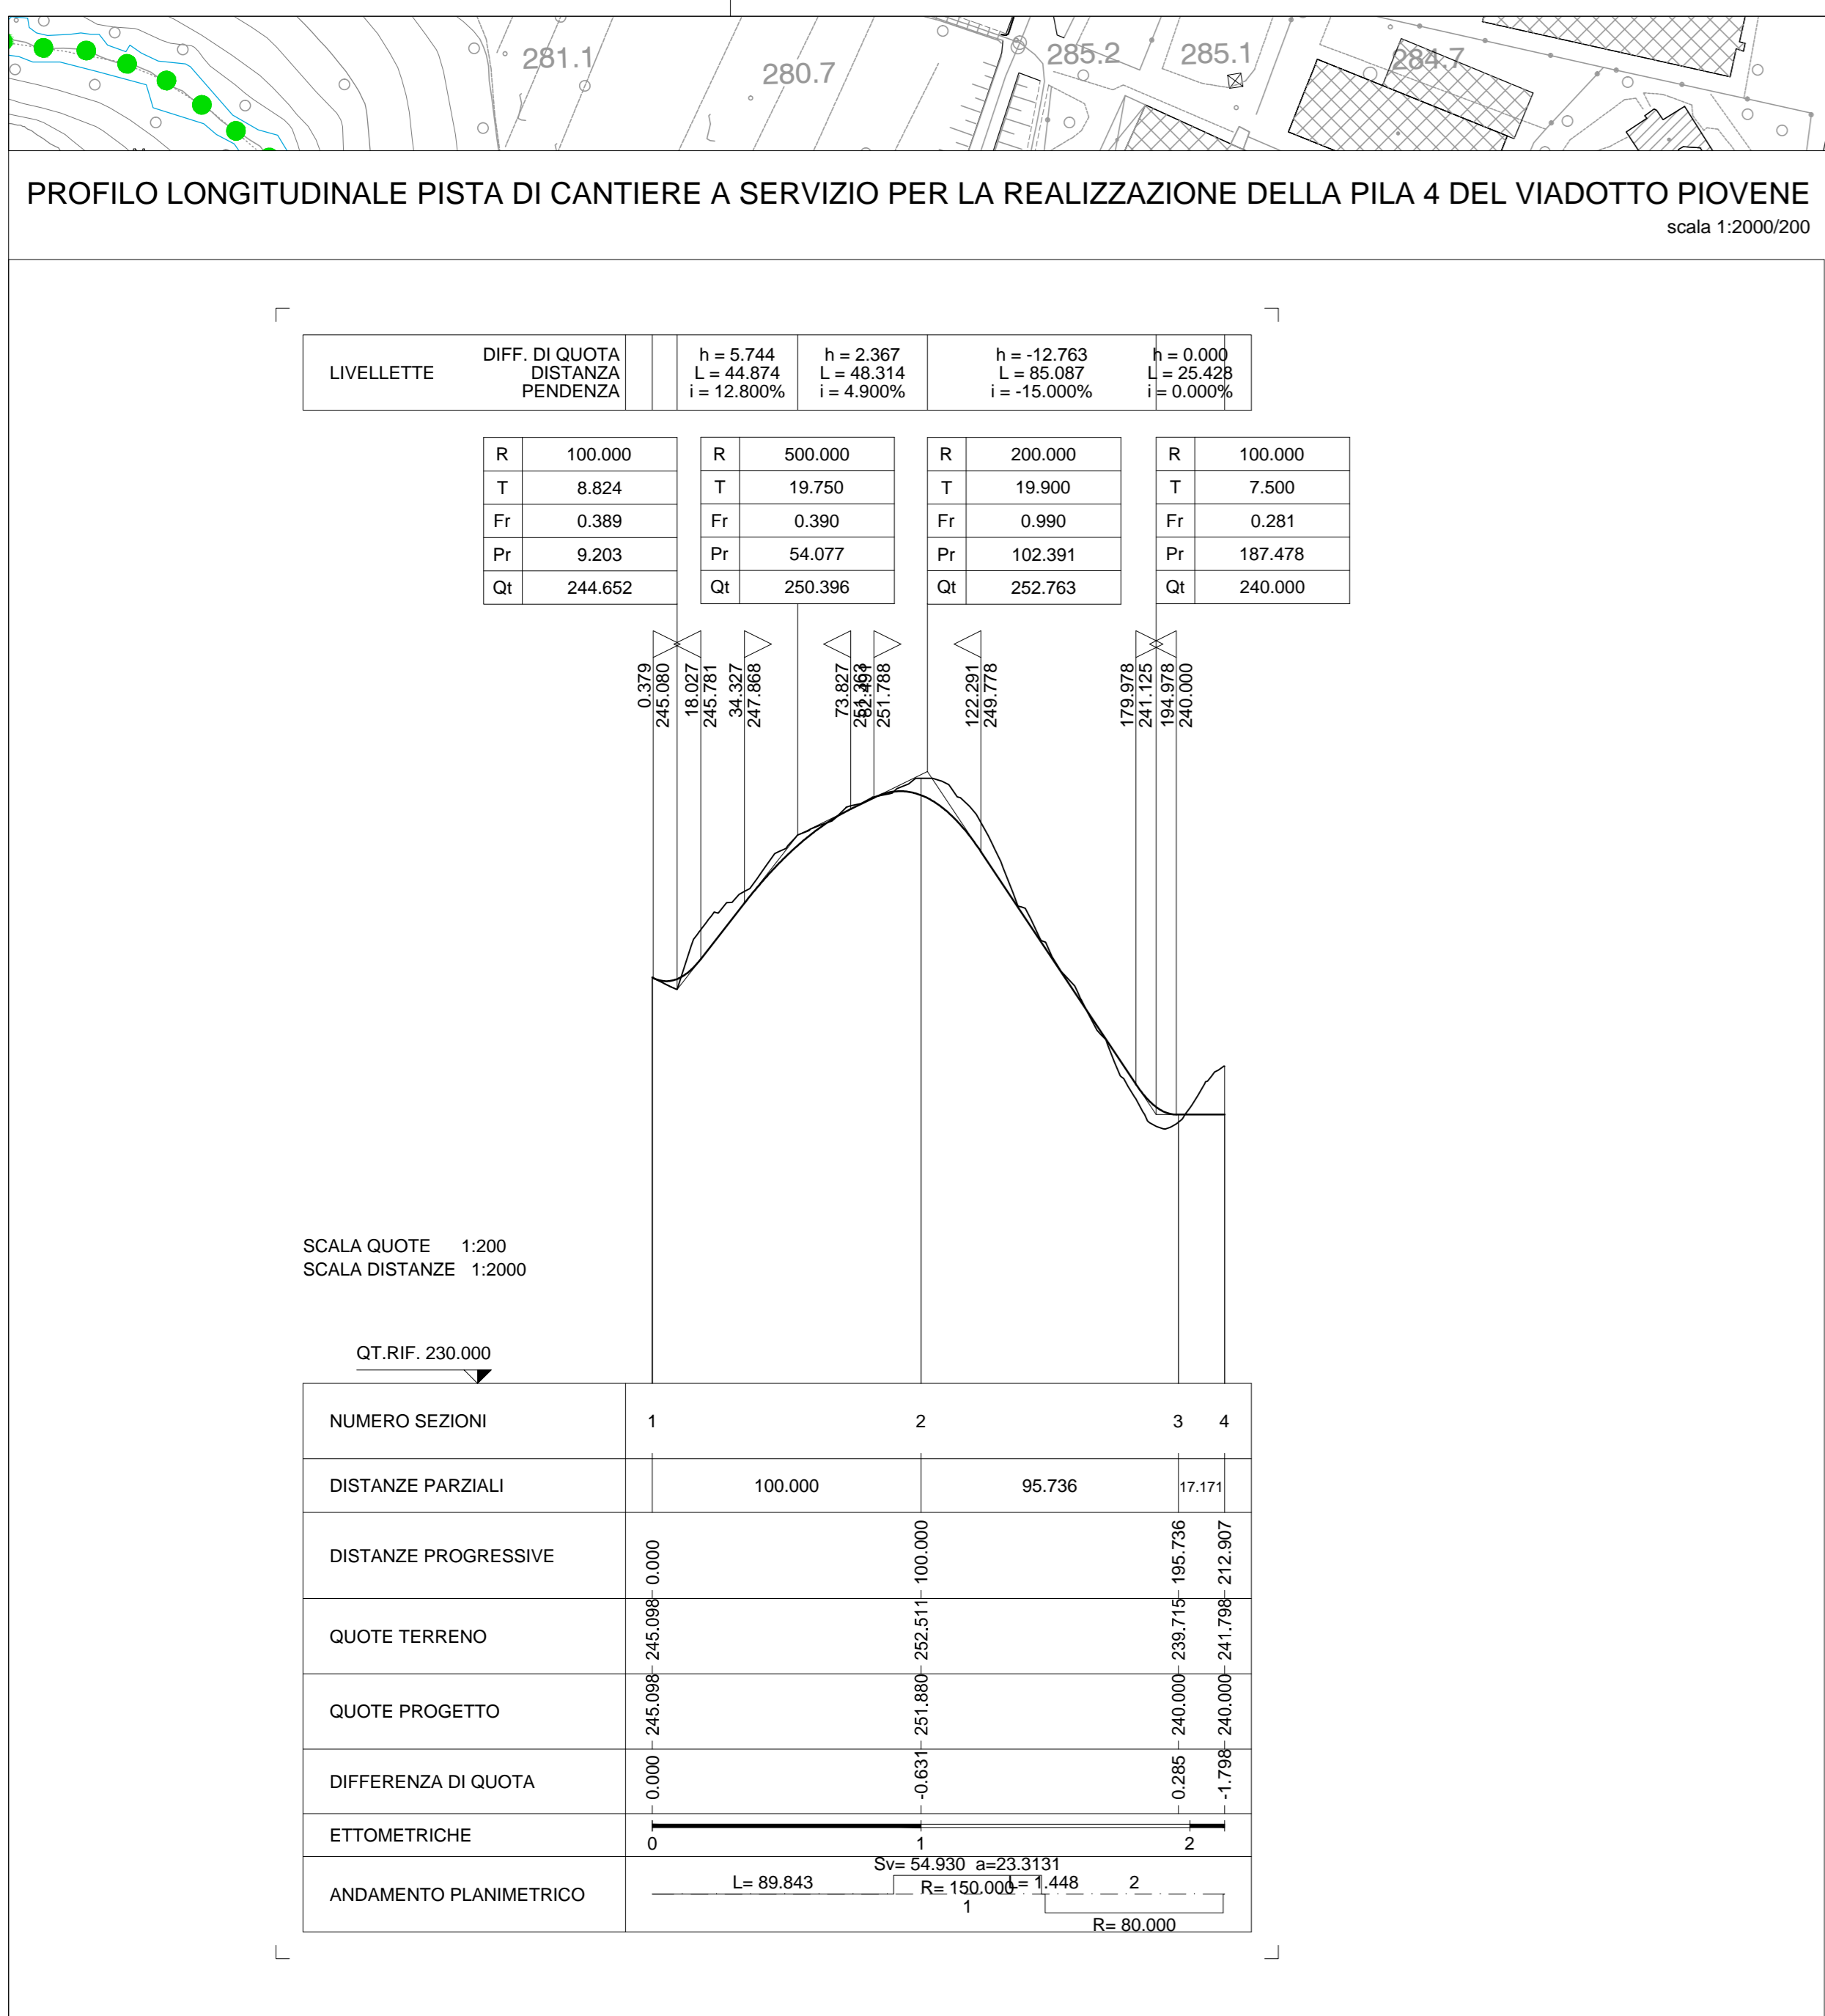 281.1
280.7
285.2
285.1
284.7
PROFILO LONGITUDINALE PISTA DI CANTIERE A SERVIZIO PER LA REALIZZAZIONE DELLA PILA 4 DEL VIADOTTO PIOVENE
scala 1:2000/200
LIVELLETTE
DIFF. DI QUOTA
DISTANZA
PENDENZA
h = 5.744
L = 44.874
i = 12.800%
h = 2.367
L = 48.314
i = 4.900%
h = -12.763
L = 85.087
i = -15.000%
h = 0.000
L = 25.428
i = 0.000%
R 100.000
T 8.824
Fr 0.389
Pr 9.203
Qt 244.652
R 500.000
T 19.750
Fr 0.390
Pr 54.077
Qt 250.396
R 200.000
T 19.900
Fr 0.990
Pr 102.391
Qt 252.763
R 100.000
T 7.500
Fr 0.281
Pr 187.478
Qt 240.000
0.379
245.080
18.027
245.781
34.327
247.868
73.827
251.363
82.491
251.788
122.291
249.778
179.978
241.125
194.978
240.000
SCALA QUOTE 1:200
SCALA DISTANZE 1:2000
QT.RIF. 230.000
NUMERO SEZIONI 1 2 3 4
DISTANZE PARZIALI 100.000 95.736 17.171
DISTANZE PROGRESSIVE 0.000 100.000 195.736 212.907
QUOTE TERRENO 245.098 252.511 239.715 241.798
QUOTE PROGETTO 245.098 251.880 240.000 240.000
DIFFERENZA DI QUOTA 0.000 -0.631 0.285 -1.798
ETTOMETRICHE 0 1 2
ANDAMENTO PLANIMETRICO
Sv= 54.930 a=23.3131
L= 89.843
R= 150.000
L= 1.448
2
1
R= 80.000